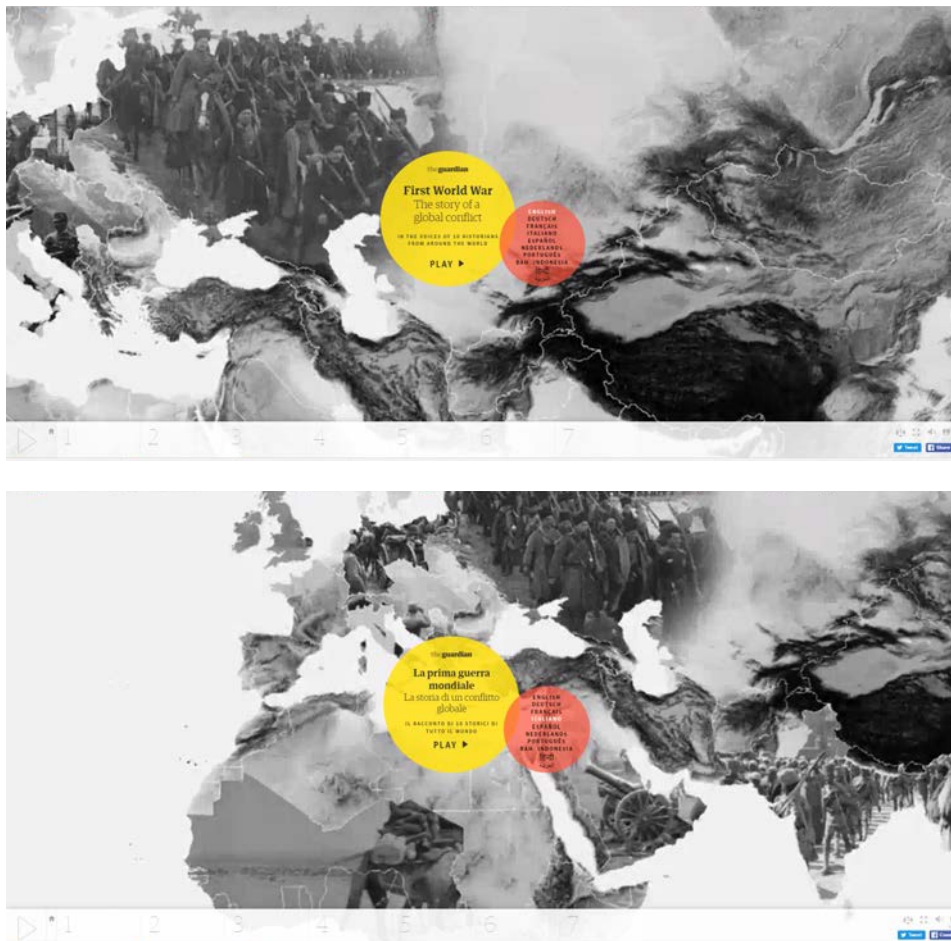 the guardian
First World War
The story of a
global conflict
IN THE VOICES OF 10 HISTORIANS
FROM AROUND THE WORLD
PLAY
ENGLISH
DEUTSCH
FRANÇAIS
ITALIANO
ESPAÑOL
NEDERLANDS
PORTUGUÊS
BAH. INDONESIA
हिन्दी
1 2 3 4 5 6 7
Tweet Share
the guardian
La prima guerra
mondiale
La storia di un conflitto
globale
IL RACCONTO DI 10 STORICI DI
TUTTO IL MONDO
PLAY
ENGLISH
DEUTSCH
FRANÇAIS
ITALIANO
ESPAÑOL
NEDERLANDS
PORTUGUÊS
BAH. INDONESIA
हिन्दी
1 2 3 4 5 6 7
Tweet